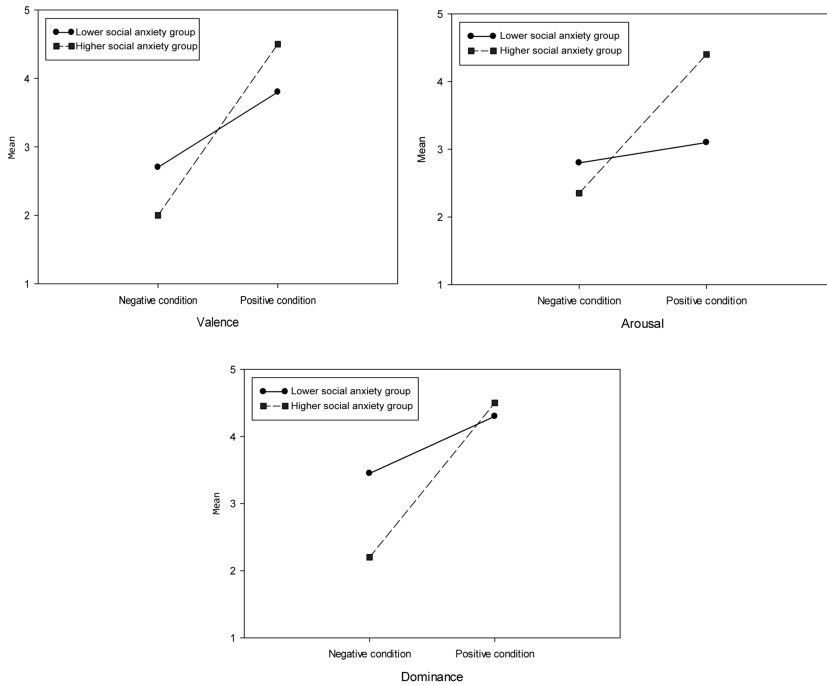 5
Lower social anxiety group
Higher social anxiety group
4
Mean
3
2
1
Negative condition
Positive condition
Valence
5
Lower social anxiety group
Higher social anxiety group
4
Mean
3
2
1
Negative condition
Positive condition
Arousal
5
Lower social anxiety group
Higher social anxiety group
4
Mean
3
2
1
Negative condition
Positive condition
Dominance